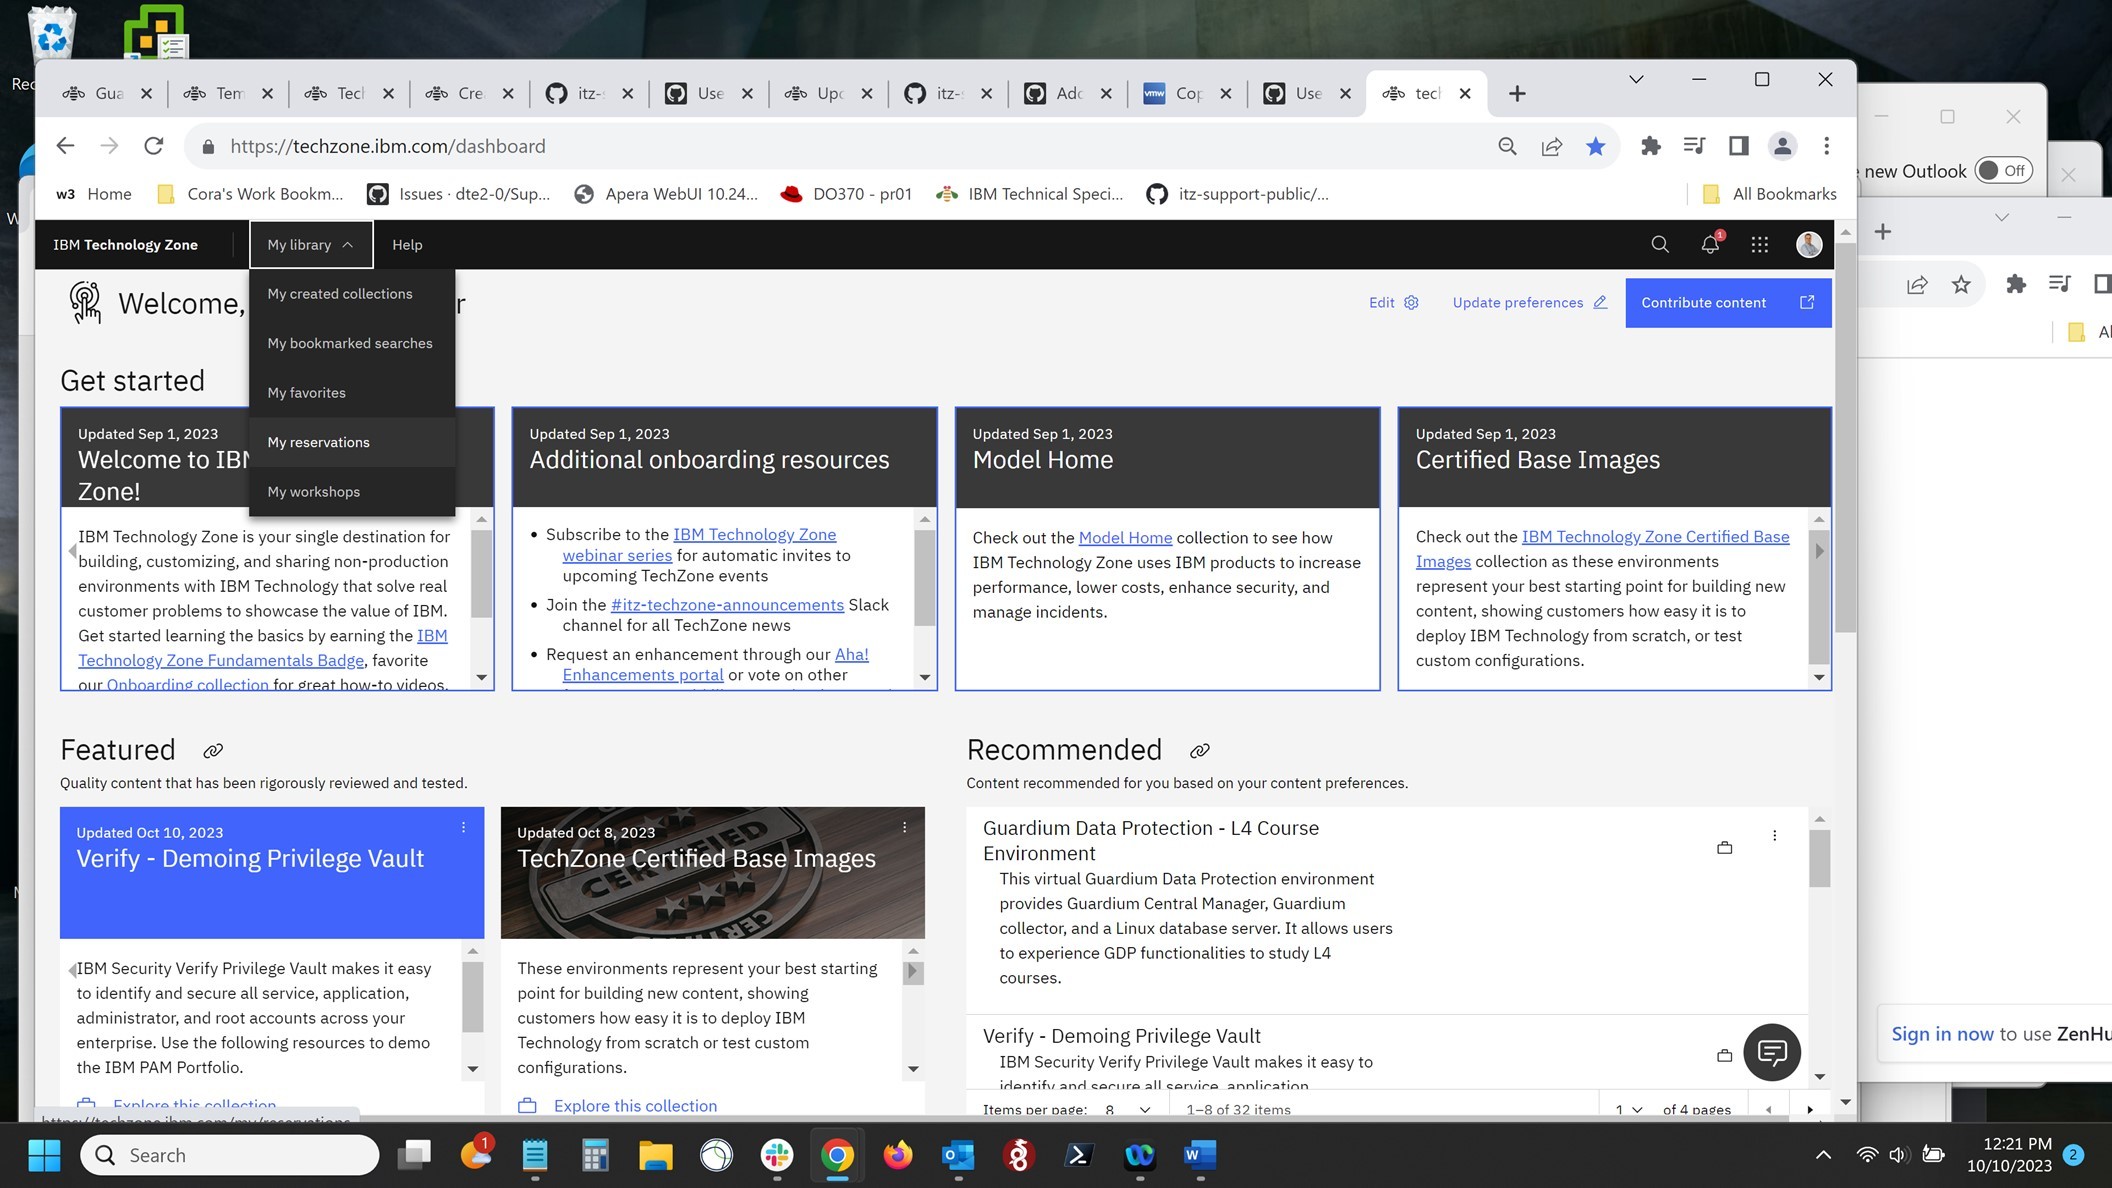 Gua
Tem
Tech
Cre
itz-
Use
Upd
itz-
Adc
vmw
Cop
Use
tech
https://techzone.ibm.com/dashboard
new Outlook
Off
w3 Home
Cora's Work Bookm...
Issues · dte2-0/Sup...
Apera WebUI 10.24...
DO370 - pr01
IBM Technical Speci...
itz-support-public/...
All Bookmarks
IBM Technology Zone
My library
Help
1
My created collections
My bookmarked searches
My favorites
My reservations
My workshops
Welcome,
r
Edit
Update preferences
Contribute content
Get started
Updated Sep 1, 2023
Welcome to IBM
Zone!
IBM Technology Zone is your single destination for
building, customizing, and sharing non-production
environments with IBM Technology that solve real
customer problems to showcase the value of IBM.
Get started learning the basics by earning the IBM
Technology Zone Fundamentals Badge, favorite
our Onboarding collection for great how-to videos.
Updated Sep 1, 2023
Additional onboarding resources
• Subscribe to the IBM Technology Zone
webinar series for automatic invites to
upcoming TechZone events
• Join the #itz-techzone-announcements Slack
channel for all TechZone news
• Request an enhancement through our Aha!
Enhancements portal or vote on other
Updated Sep 1, 2023
Model Home
Check out the Model Home collection to see how
IBM Technology Zone uses IBM products to increase
performance, lower costs, enhance security, and
manage incidents.
Updated Sep 1, 2023
Certified Base Images
Check out the IBM Technology Zone Certified Base
Images collection as these environments
represent your best starting point for building new
content, showing customers how easy it is to
deploy IBM Technology from scratch, or test
custom configurations.
Featured
Quality content that has been rigorously reviewed and tested.
Updated Oct 10, 2023
Verify - Demoing Privilege Vault
IBM Security Verify Privilege Vault makes it easy
to identify and secure all service, application,
administrator, and root accounts across your
enterprise. Use the following resources to demo
the IBM PAM Portfolio.
Explore this collection
Updated Oct 8, 2023
TechZone Certified Base Images
CERTIFIED
These environments represent your best starting
point for building new content, showing
customers how easy it is to deploy IBM
Technology from scratch or test custom
configurations.
Explore this collection
Recommended
Content recommended for you based on your content preferences.
Guardium Data Protection - L4 Course
Environment
This virtual Guardium Data Protection environment
provides Guardium Central Manager, Guardium
collector, and a Linux database server. It allows users
to experience GDP functionalities to study L4
courses.
Verify - Demoing Privilege Vault
IBM Security Verify Privilege Vault makes it easy to
identify and secure all service, application,
Items per page: 8
1–8 of 32 items
1 of 4 pages
https://techzone.ibm.com/my/reservations
Sign in now to use ZenHu
Search
1
12:21 PM
10/10/2023
2